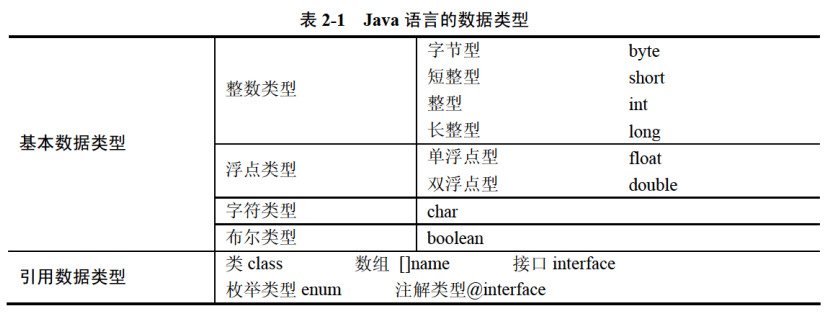 表 2-1 Java 语言的数据类型
字节型 byte
短整型 short
整数类型
整型 int
长整型 long
基本数据类型
单浮点型 float
浮点类型
双浮点型 double
字符类型 char
布尔类型 boolean
类 class 数组 []name 接口 interface
引用数据类型
枚举类型 enum 注解类型@interface